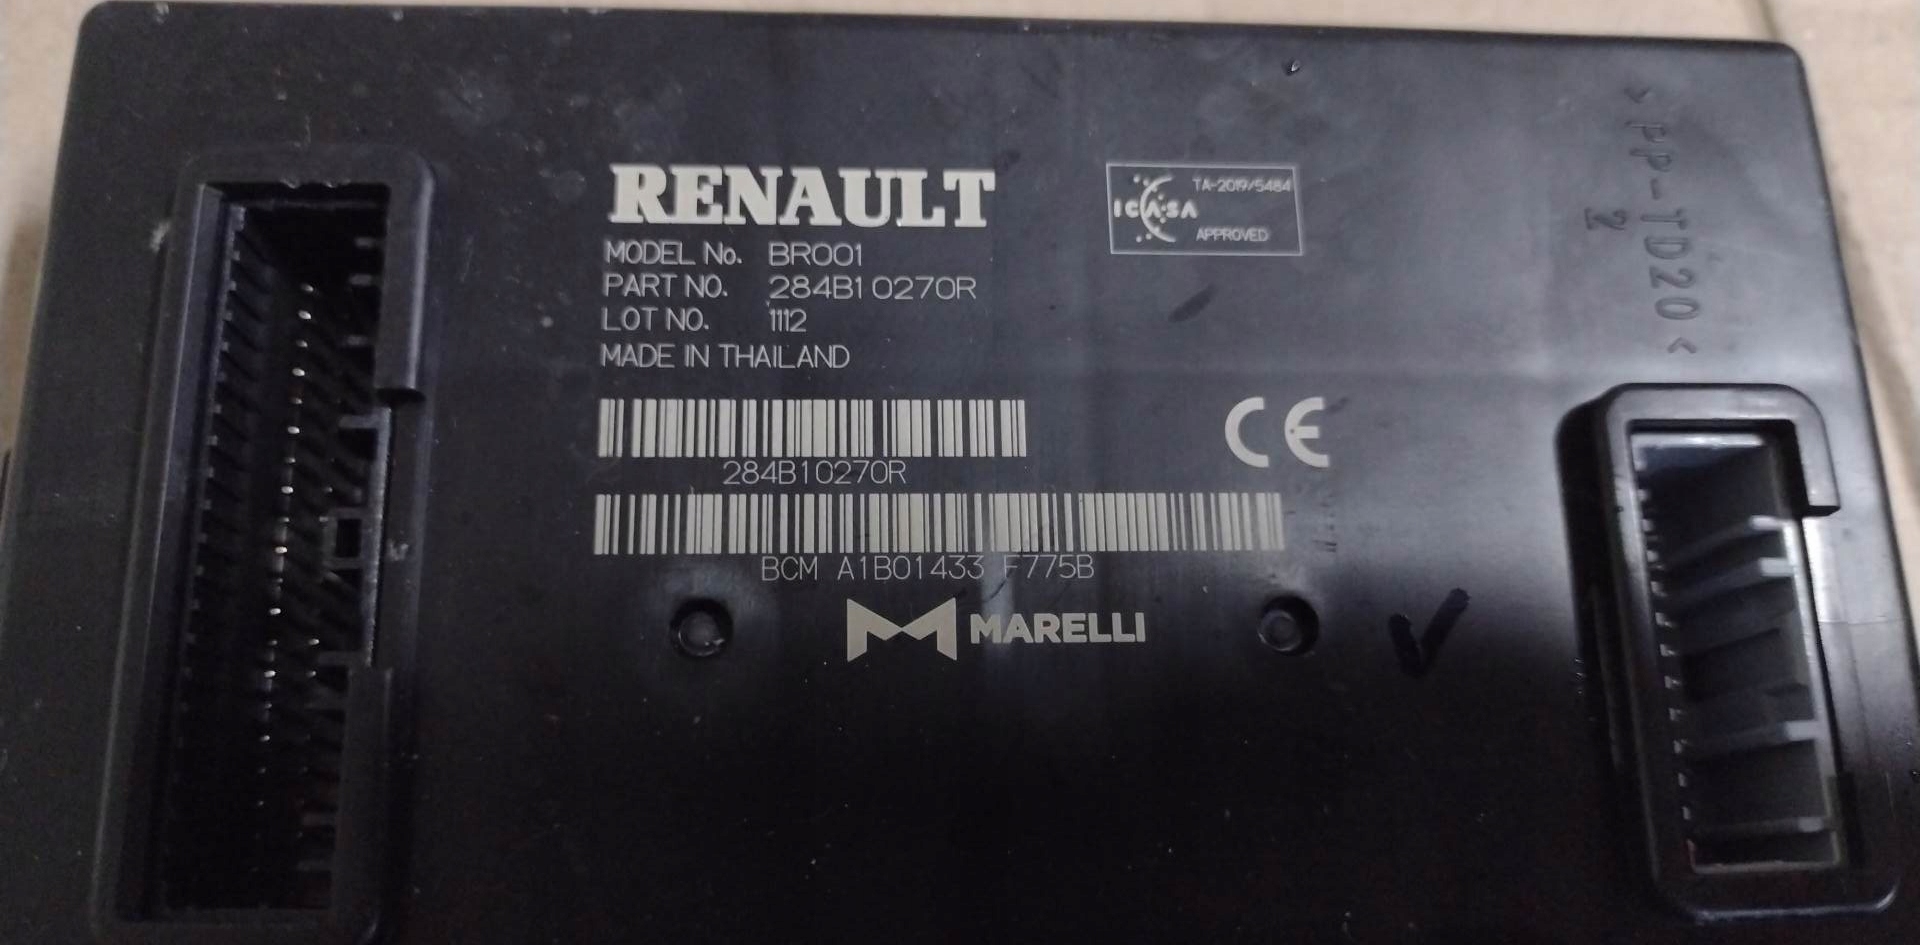 RENAULT
MODEL No. BR001
PART NO. 284B10270R
LOT NO. 1112
MADE IN THAILAND
TA-2019/5484
ICASA
APPROVED
>PP-TD20<
2
284B10270R
CE
BCM A1B01433 F775B
MARELLI